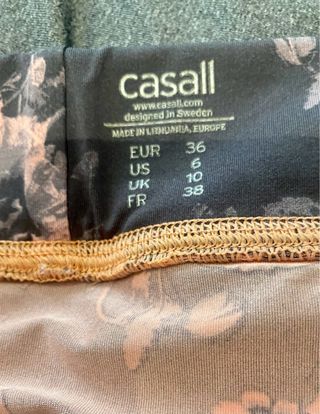 casall
www.casall.com
designed in Sweden
MADE IN LITHUANIA, EUROPE
EUR 36
US 6
UK 10
FR 38